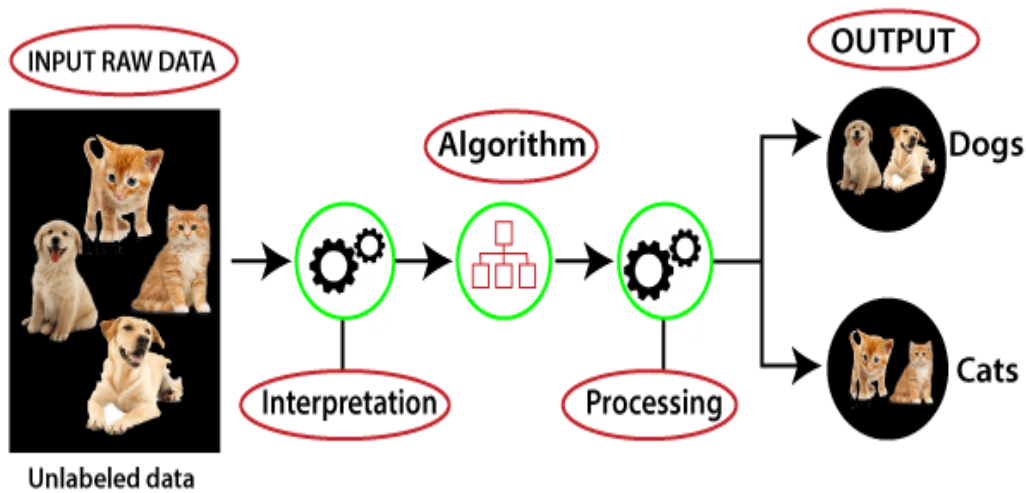 INPUT RAW DATA
Unlabeled data
Interpretation
Algorithm
Processing
OUTPUT
Dogs
Cats